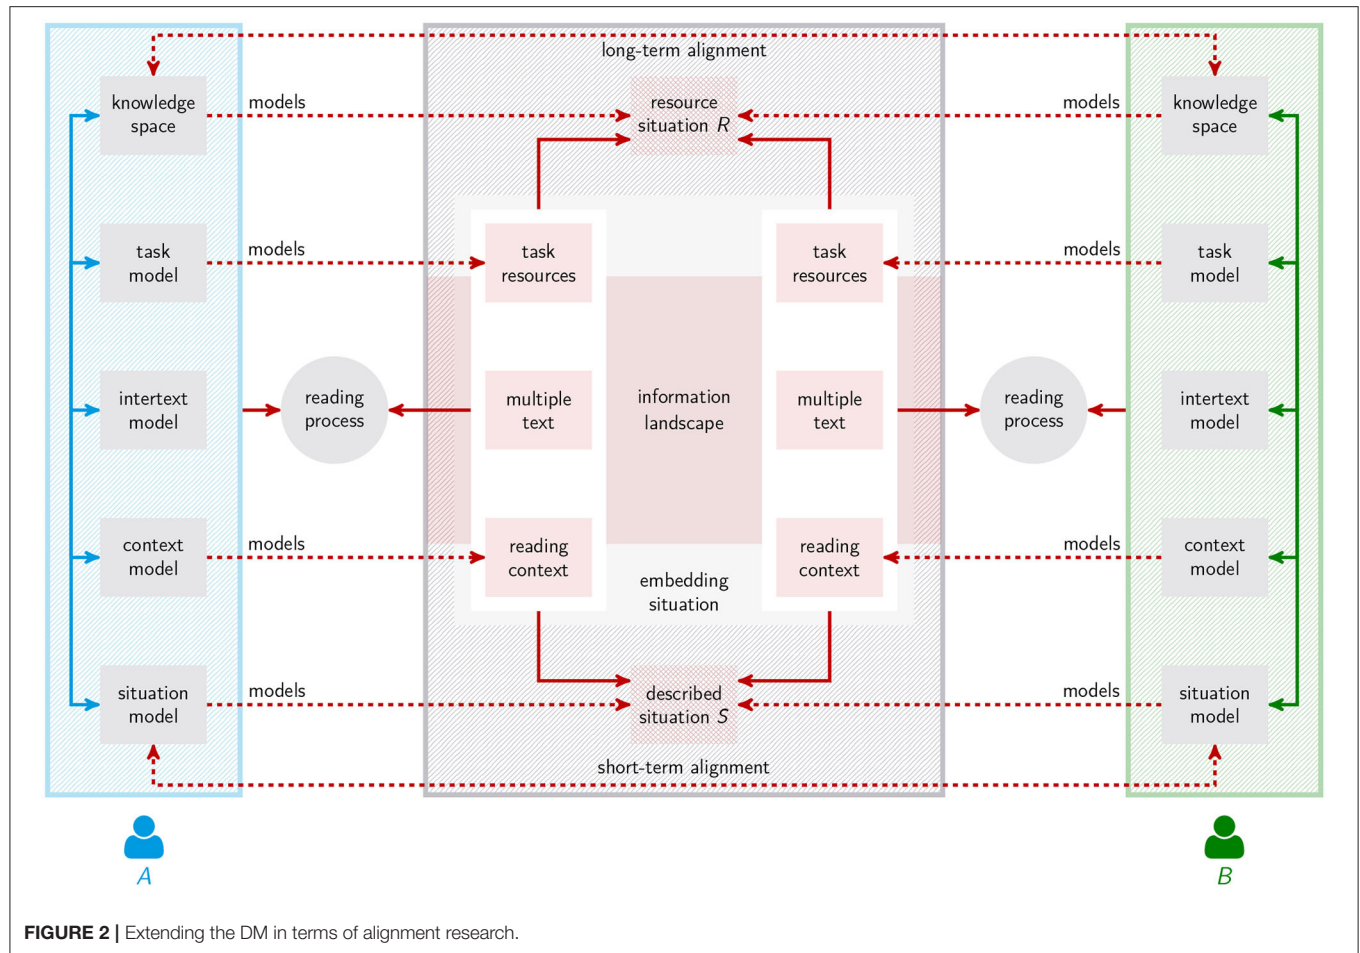 long-term alignment
knowledge
space
models
resource
situation R
models
knowledge
space
task
model
models
task
resources
task
resources
models
task
model
intertext
model
reading
process
multiple
text
information
landscape
multiple
text
reading
process
intertext
model
context
model
models
reading
context
embedding
situation
reading
context
models
context
model
situation
model
models
described
situation S
models
situation
model
short-term alignment
A
B
FIGURE 2 | Extending the DM in terms of alignment research.